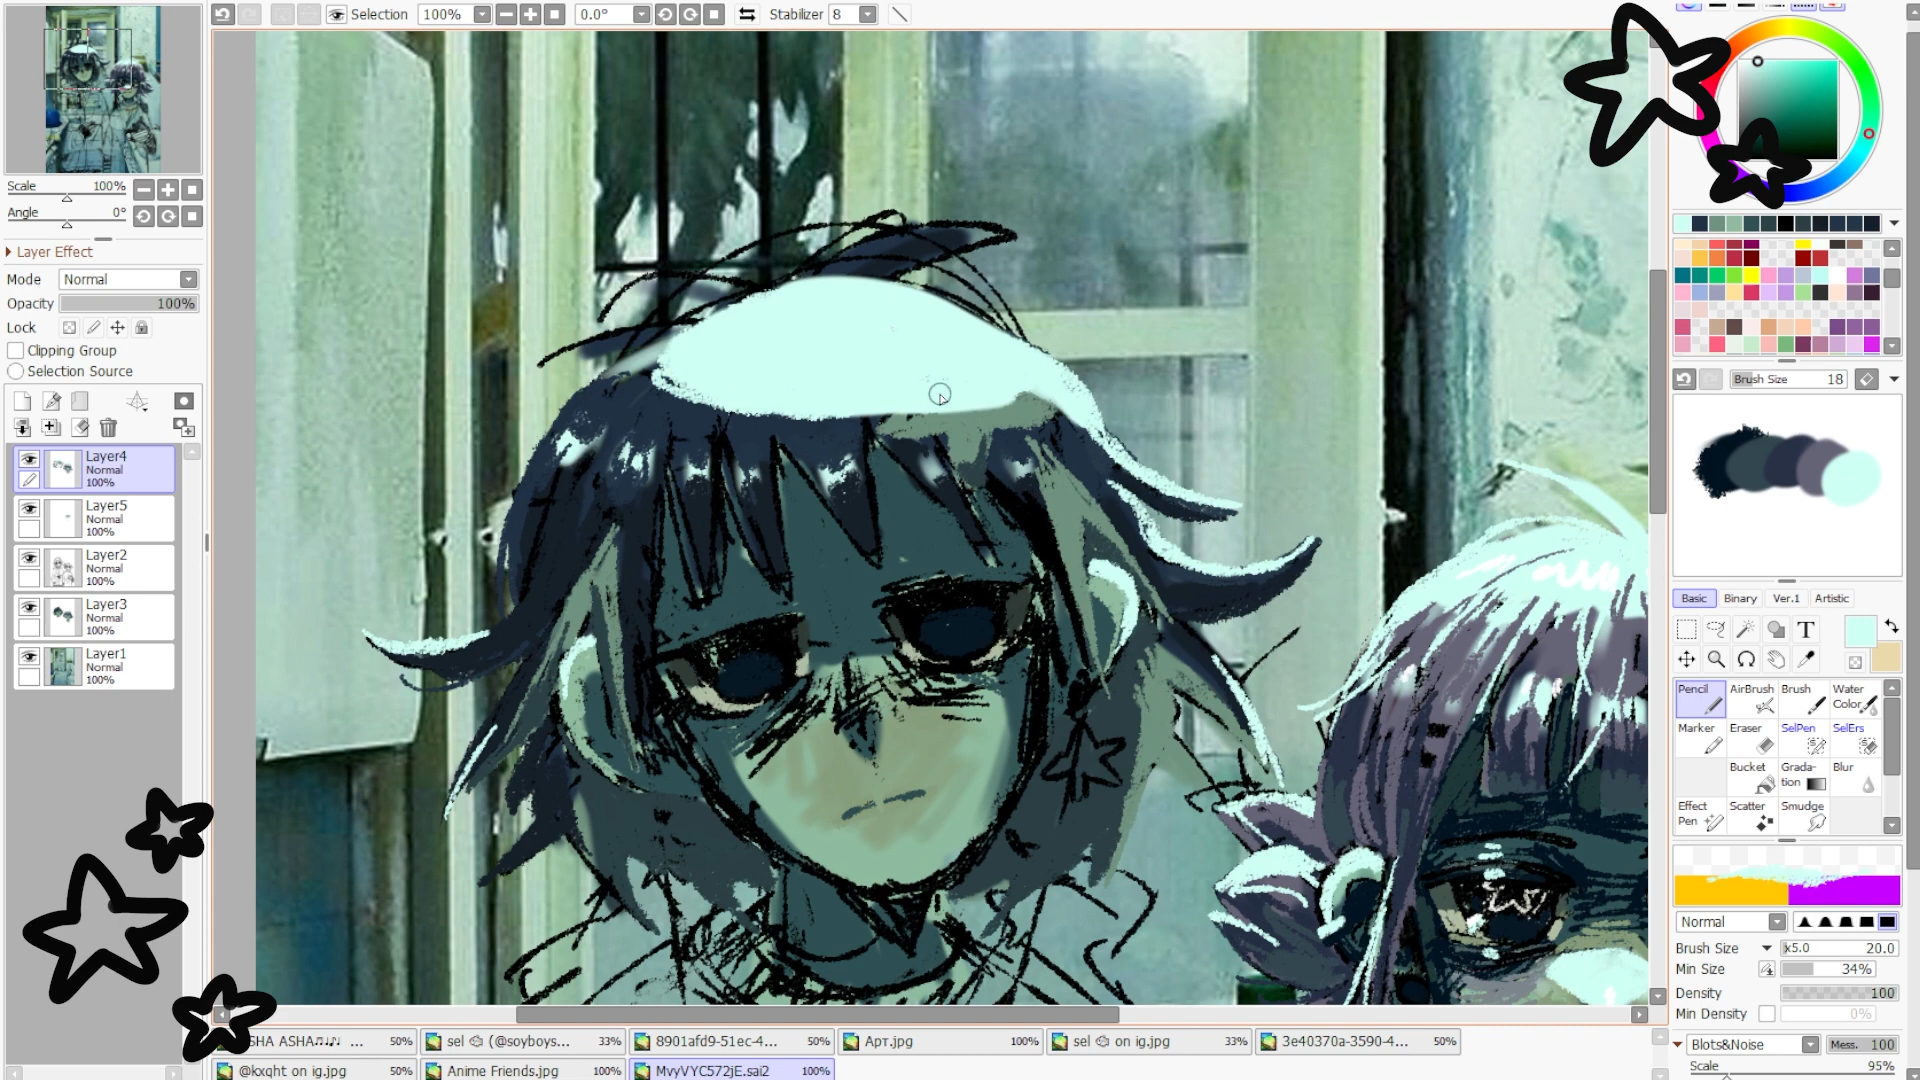 Selection 100% 0.0° Stabilizer 8
Scale 100%
Angle 0°
Layer Effect
Mode Normal
Opacity 100%
Lock
Clipping Group
Selection Source
Layer4
Normal
100%
Layer5
Normal
100%
Layer2
Normal
100%
Layer3
Normal
100%
Layer1
Normal
100%
Brush Size 18
Basic Binary Ver.1 Artistic
T
Pencil AirBrush Brush Water
Color
Marker Eraser SelPen SelErs
Bucket Grada-
tion Blur
Effect
Pen Scatter Smudge
Normal
Brush Size x5.0 20.0
Min Size 34%
Density 100
Min Density 0%
Blots&Noise Mess. 100
Scale 95%
SHA ASHA♬♩♪♩ ... 50% sel (@soyboys... 33% 8901afd9-51ec-4... 50% Арт.jpg 100% sel on ig.jpg 33% 3e40370a-3590-4... 50%
@kxqht on ig.jpg 50% Anime Friends.jpg 100% MvyVYC572jE.sai2 100%